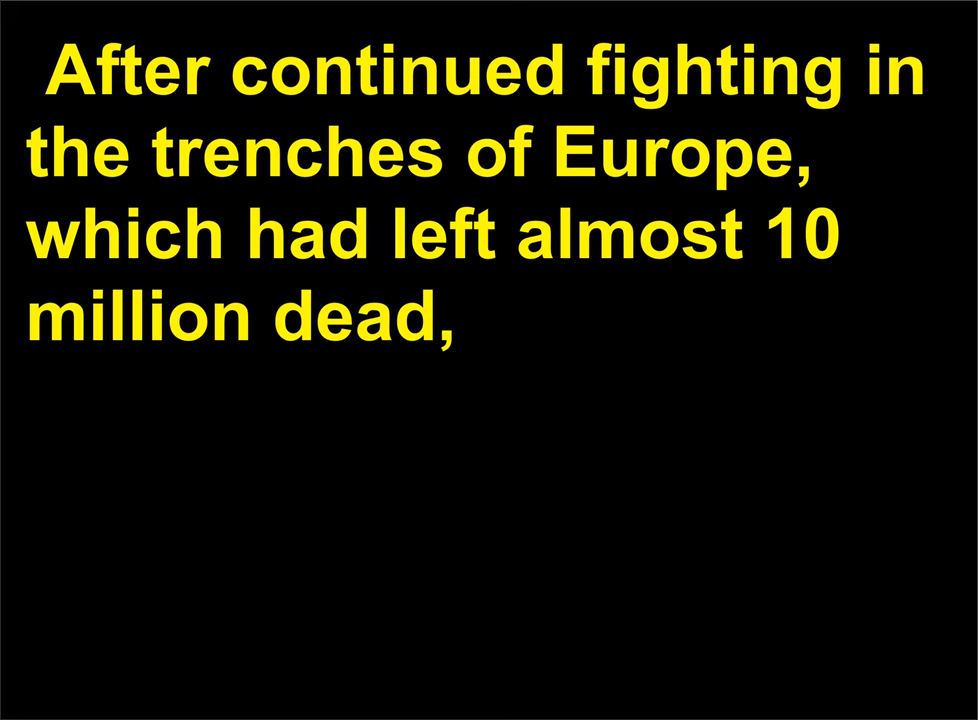 After continued fighting in
the trenches of Europe,
which had left almost 10
million dead,